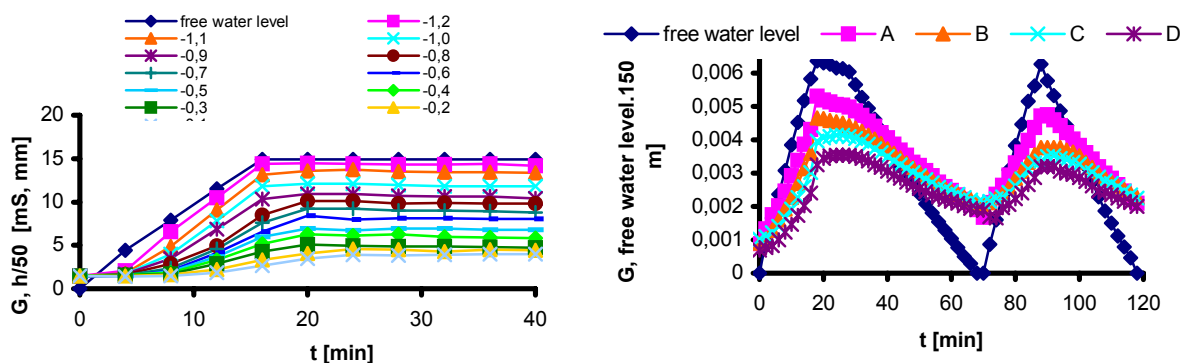 free water level -1,2
-1,1 -1,0
-0,9 -0,8
-0,7 -0,6
-0,5 -0,4
-0,3 -0,2
20
15
10
5
0
0 10 20 30 40
t [min]
G, h/50 [mS, mm]
free water level A B C D
0,006
0,005
0,004
0,003
0,002
0,001
0
0 20 40 60 80 100 120
t [min]
G, free water level.150
m]